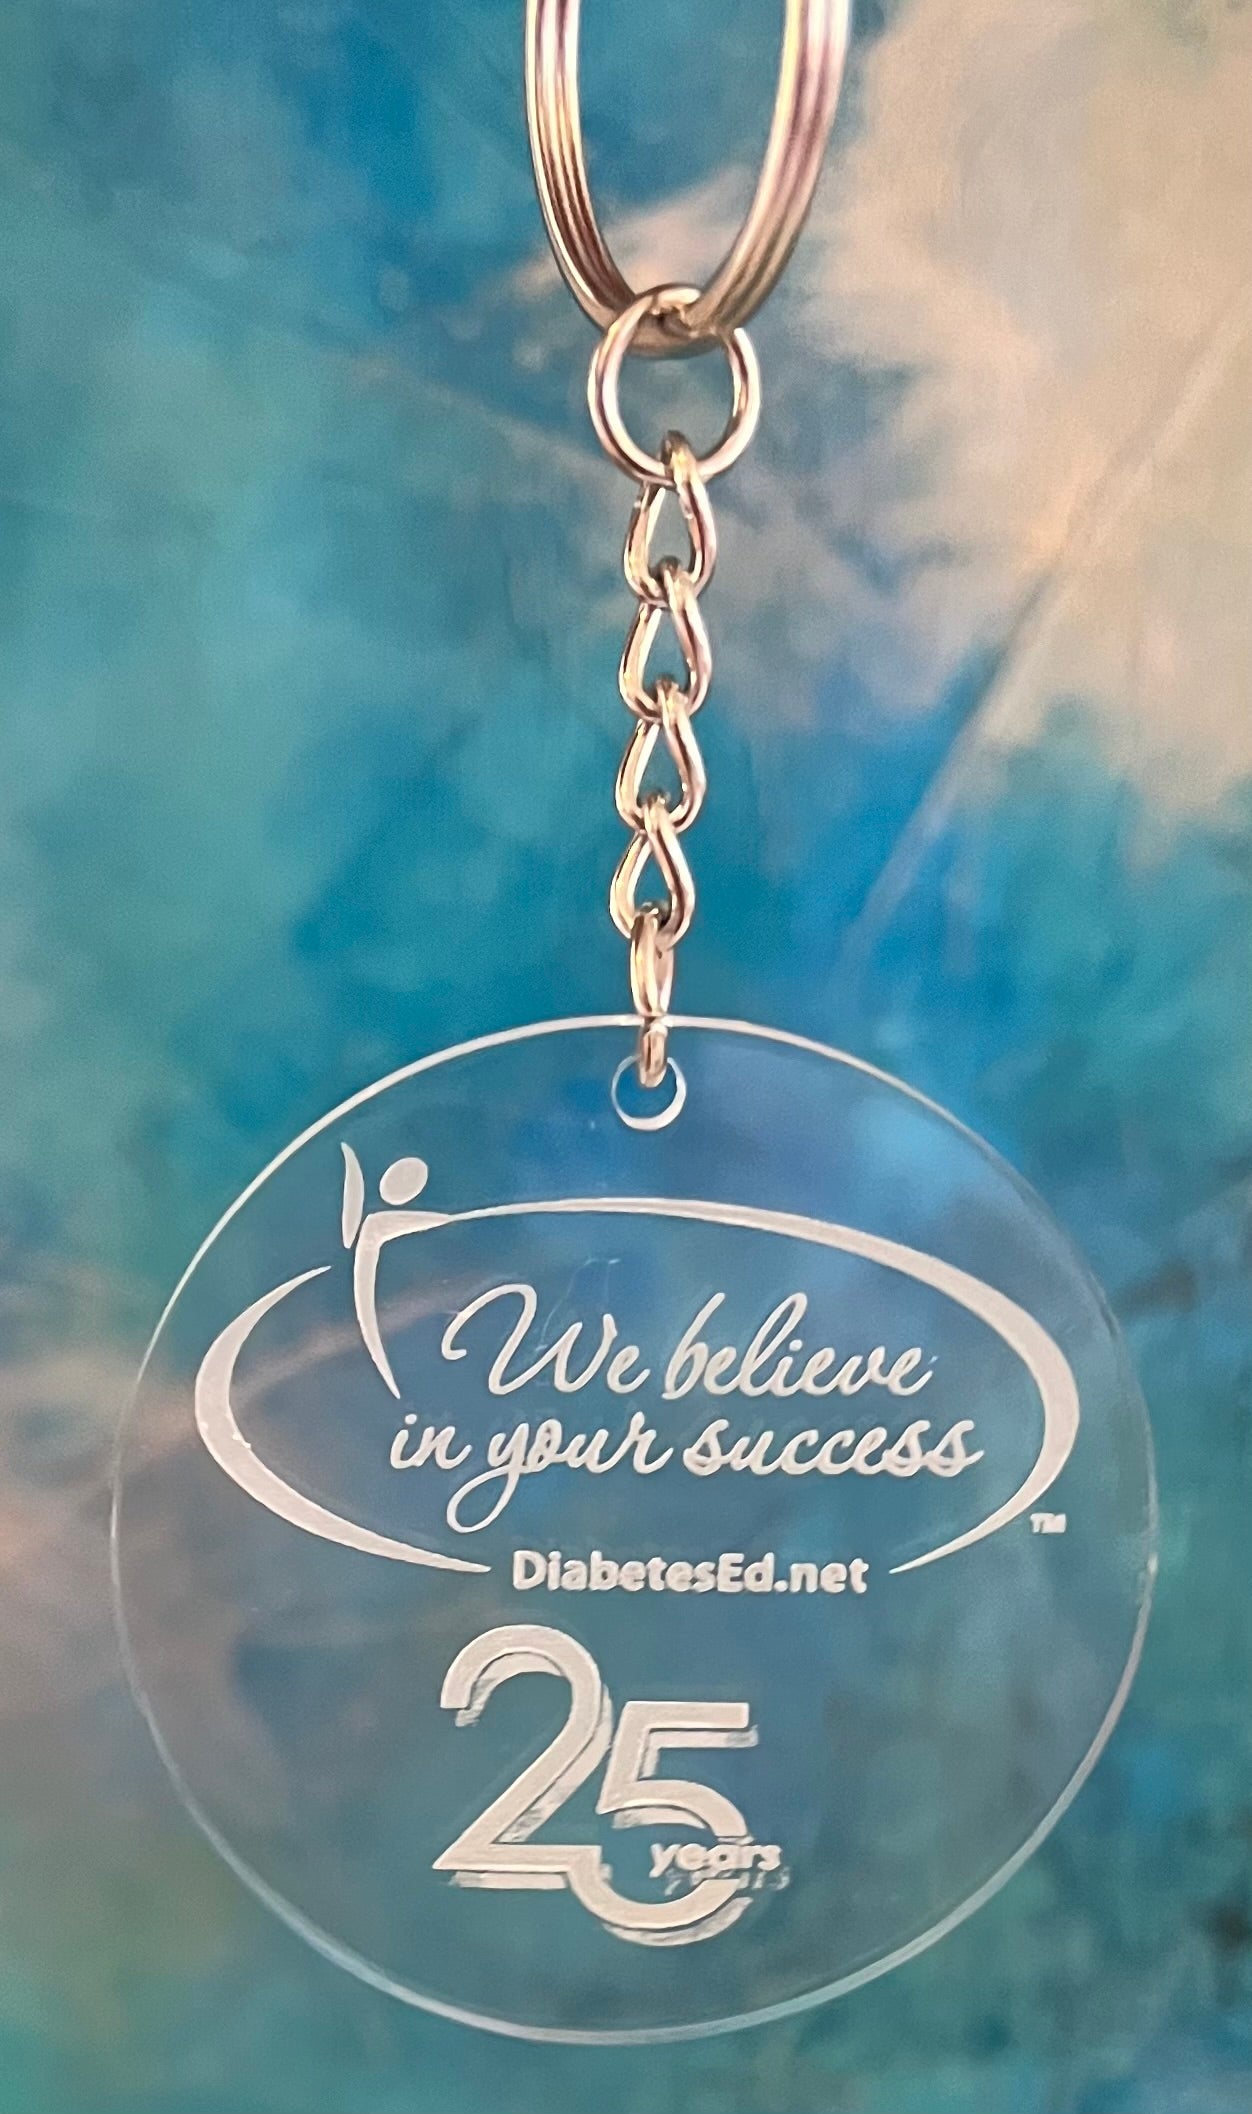 We believe
in your success
TM
DiabetesEd.net
25
years